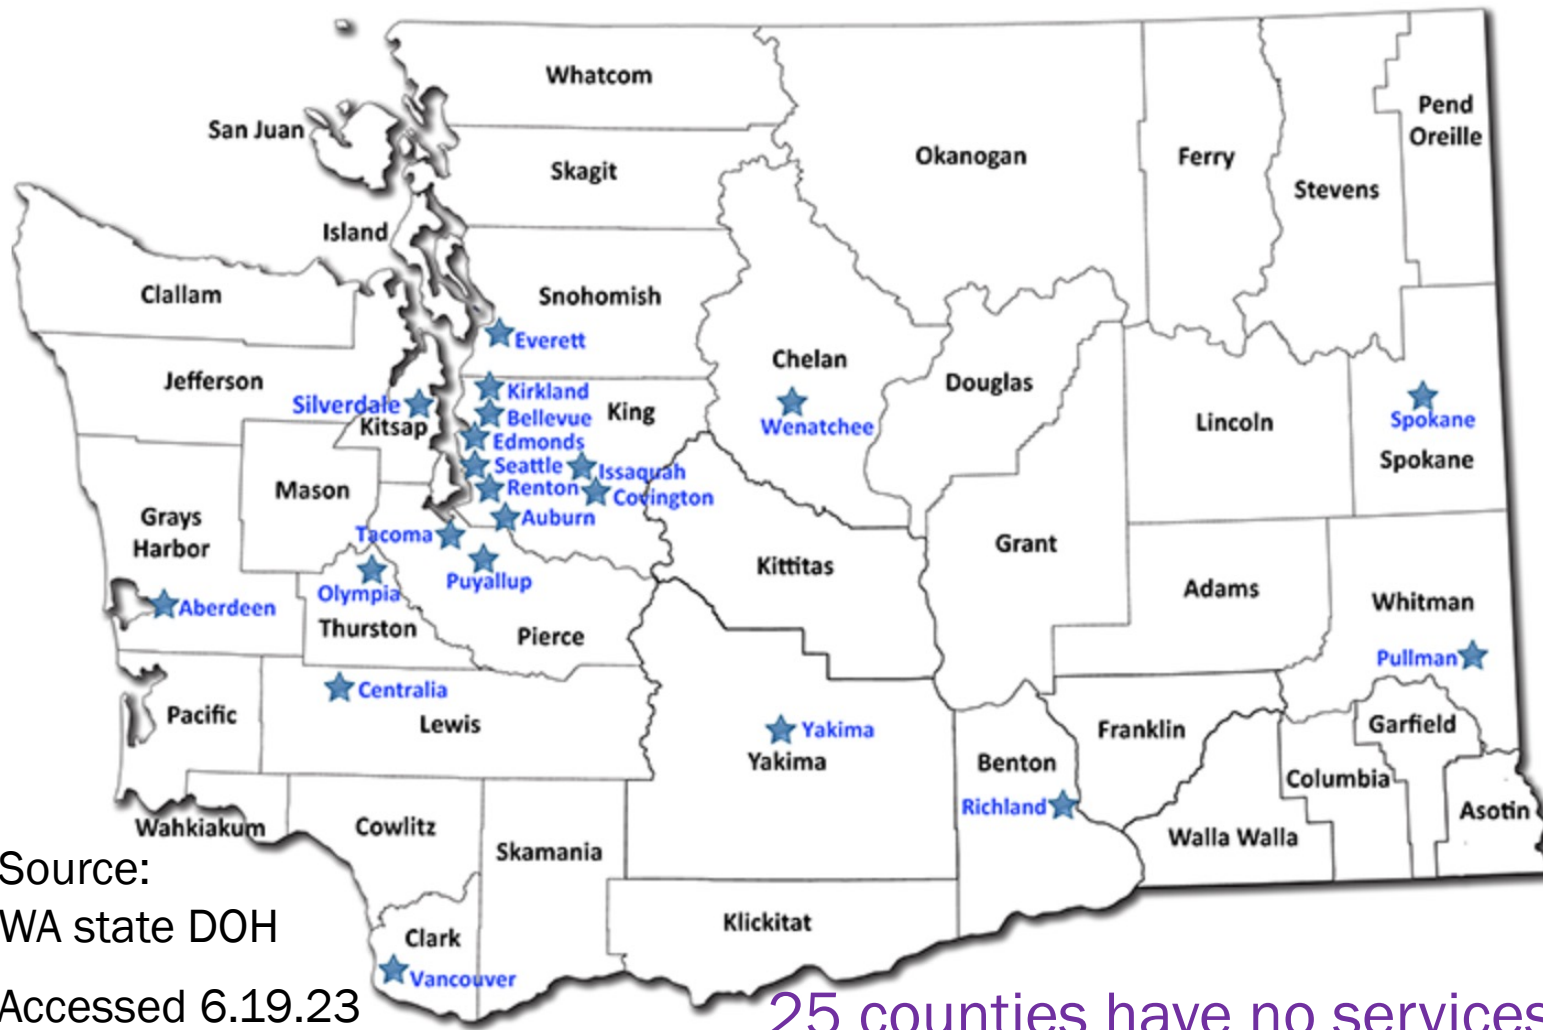 Whatcom
San Juan
Pend
Oreille
Okanogan
Ferry
Skagit
Stevens
Island
Clallam
Snohomish
Everett
Chelan
Jefferson
Douglas
Kirkland
Silverdale
King
Bellevue
Kitsap
Wenatchee
Lincoln
Spokane
Edmonds
Spokane
Seattle
Issaquah
Mason
Renton
Covington
Grays
Harbor
Auburn
Tacoma
Grant
Kittitas
Puyallup
Adams
Olympia
Whitman
Aberdeen
Thurston
Pierce
Pullman
Centralia
Pacific
Lewis
Garfield
Yakima
Franklin
Yakima
Benton
Columbia
Richland
Asotin
Wahkiakum
Cowlitz
Walla Walla
Skamania
Source:
WA state DOH
Klickitat
Clark
Vancouver
Accessed 6.19.23
25 counties have no services